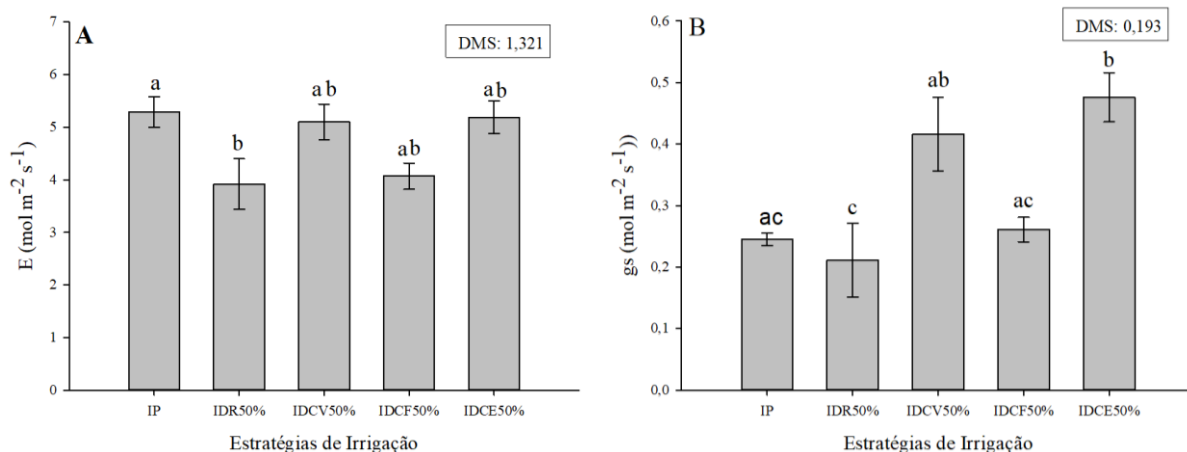 A
DMS: 1,321
E (mol m⁻² s⁻¹)
7
6
5
4
3
2
1
0
a
b
ab
ab
ab
IP
IDR50%
IDCV50%
IDCF50%
IDCE50%
Estratégias de Irrigação
B
DMS: 0,193
gs (mol m⁻² s⁻¹))
0,6
0,5
0,4
0,3
0,2
0,1
0,0
ac
c
ab
ac
b
IP
IDR50%
IDCV50%
IDCF50%
IDCE50%
Estratégias de Irrigação